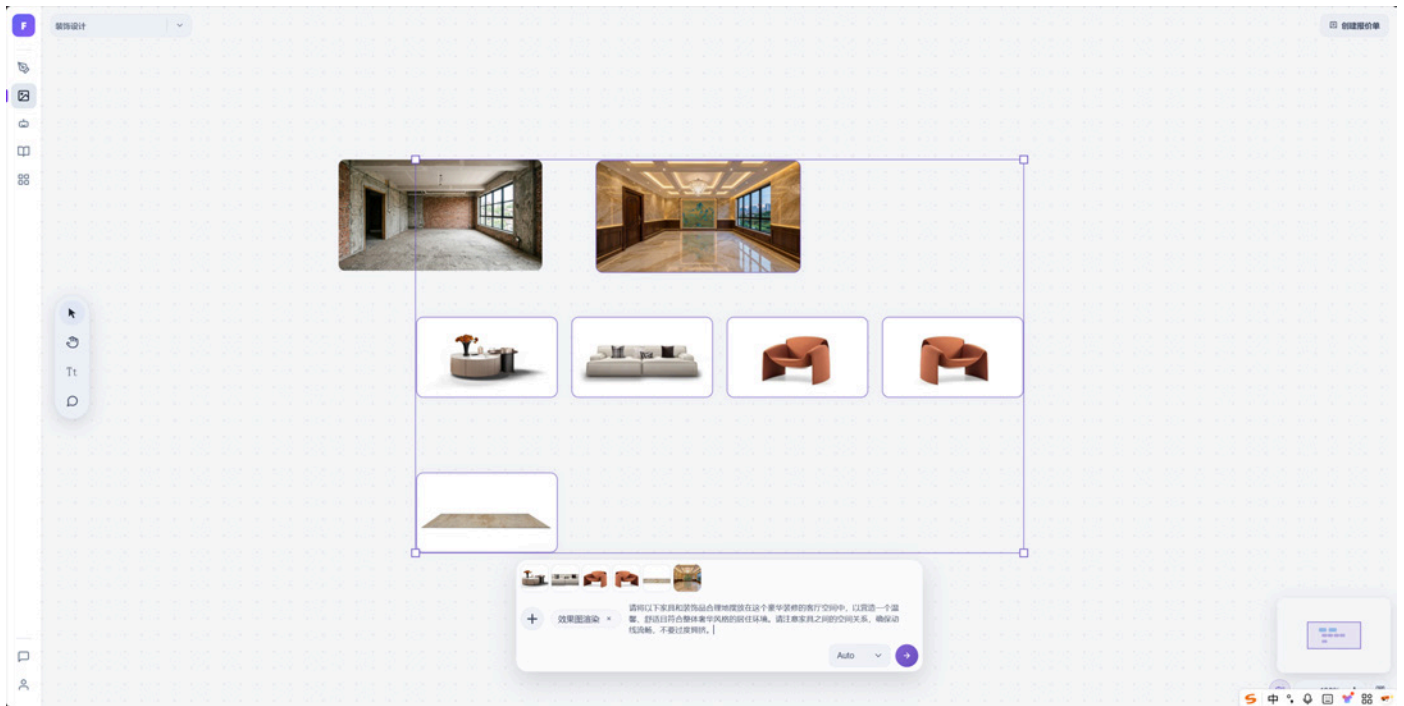 F
装饰设计
创建报价单
Tt
效果图渲染 ×
请将以下家具和装饰品合理地摆放在这个豪华装修的客厅空间中，以营造一个温
馨、舒适且符合整体奢华风格的居住环境。请注意家具之间的空间关系，确保动
线流畅，不要过度拥挤。
Auto
中